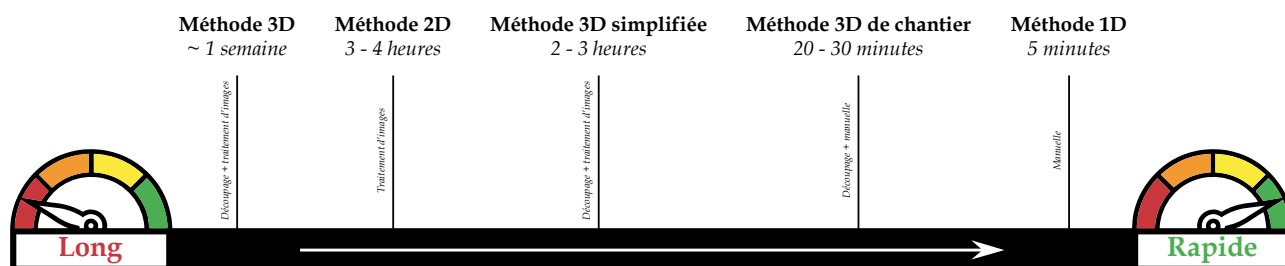 Méthode 3D
~ 1 semaine
Méthode 2D
3 - 4 heures
Méthode 3D simplifiée
2 - 3 heures
Méthode 3D de chantier
20 - 30 minutes
Méthode 1D
5 minutes
Découpage + traitement d'images
Traitement d'images
Découpage + traitement d'images
Découpage + manuelle
Manuelle
Long
Rapide